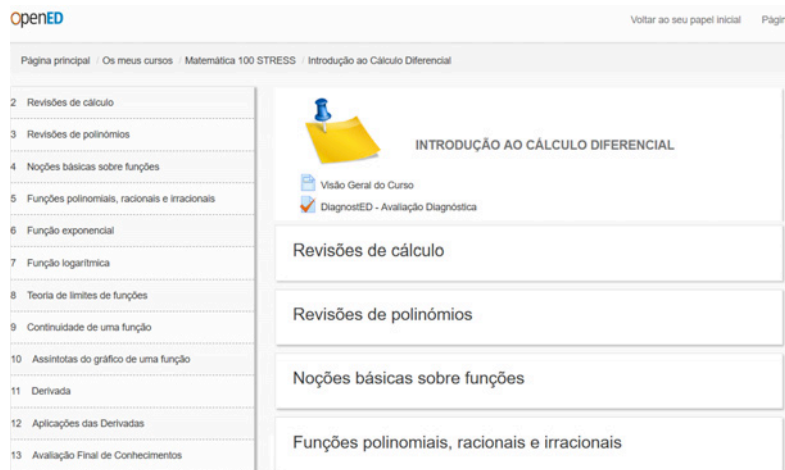 OpenED
Voltar ao seu papel inicial
Página principal / Os meus cursos / Matemática 100 STRESS / Introdução ao Cálculo Diferencial
2 Revisões de cálculo
3 Revisões de polinómios
4 Noções básicas sobre funções
5 Funções polinomiais, racionais e irracionais
6 Função exponencial
7 Função logarítmica
8 Teoria de limites de funções
9 Continuidade de uma função
10 Assíntotas do gráfico de uma função
11 Derivada
12 Aplicações das Derivadas
13 Avaliação Final de Conhecimentos
INTRODUÇÃO AO CÁLCULO DIFERENCIAL
Visão Geral do Curso
DiagnostED - Avaliação Diagnóstica
Revisões de cálculo
Revisões de polinómios
Noções básicas sobre funções
Funções polinomiais, racionais e irracionais